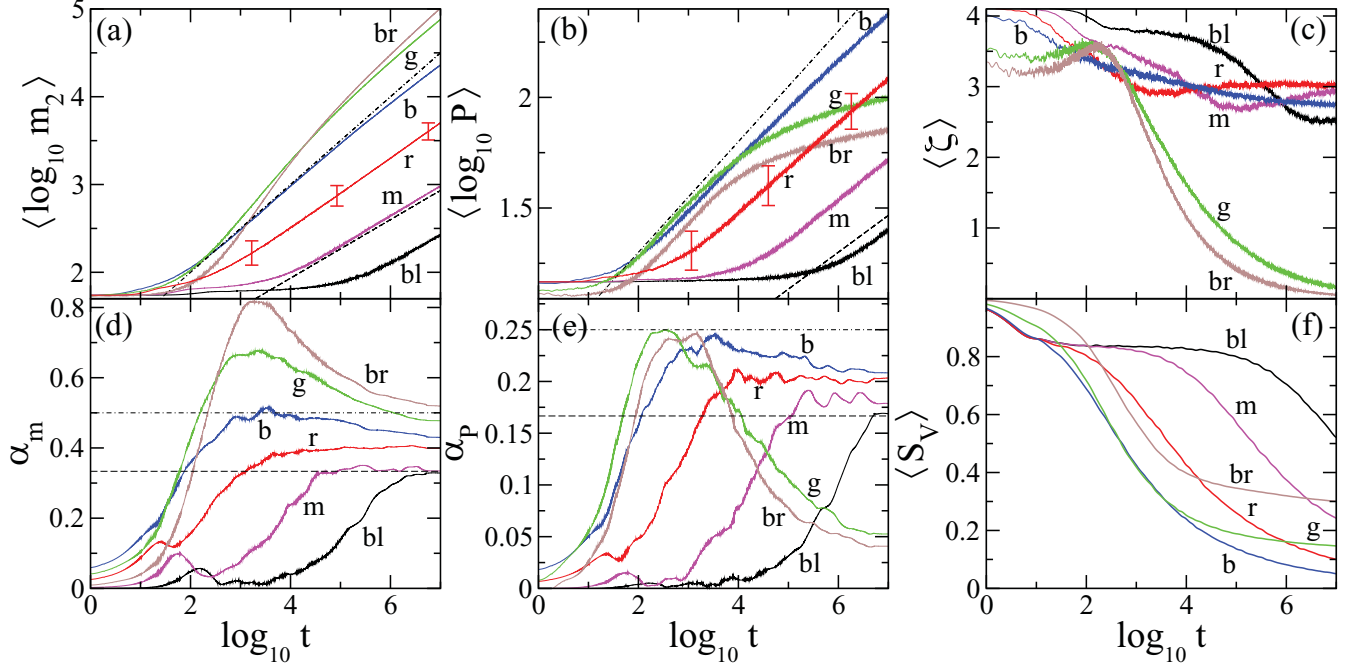 (a)
5
4
3
2
⟨log₁₀ m₂⟩
br
g
b
r
m
bl
(b)
2
1.5
⟨log₁₀ P⟩
b
g
br
r
m
bl
(c)
4
3
2
1
⟨ζ⟩
b
bl
r
m
g
br
(d)
0.8
0.6
0.4
0.2
0
αₘ
br
g
b
r
m
bl
0 2 4 6
log₁₀ t
(e)
0.25
0.2
0.15
0.1
0.05
0
α_P
b
r
m
g
br
bl
0 2 4 6
log₁₀ t
(f)
0.8
0.6
0.4
0.2
0
⟨S_V⟩
bl
m
br
r
g
b
0 2 4 6
log₁₀ t